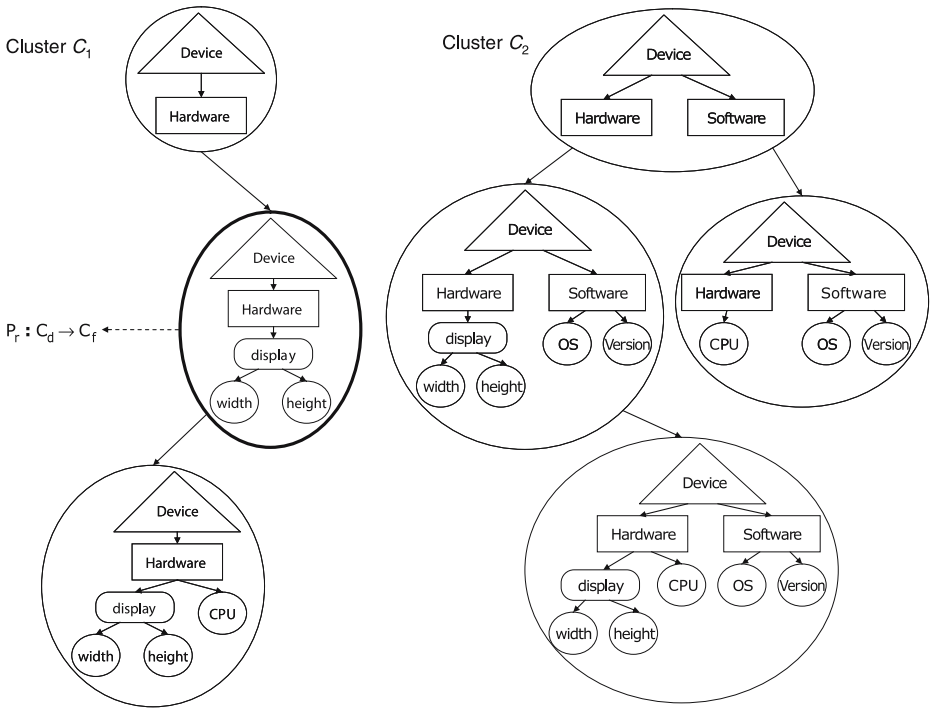 Cluster C₁
Device
Hardware
Device
Hardware
display
width
height
Pᵣ : C_d → C_f
Device
Hardware
display
CPU
width
height
Cluster C₂
Device
Hardware Software
Device
Hardware Software
display OS Version
width height
Device
Hardware Software
CPU OS Version
Device
Hardware Software
display CPU OS Version
width height